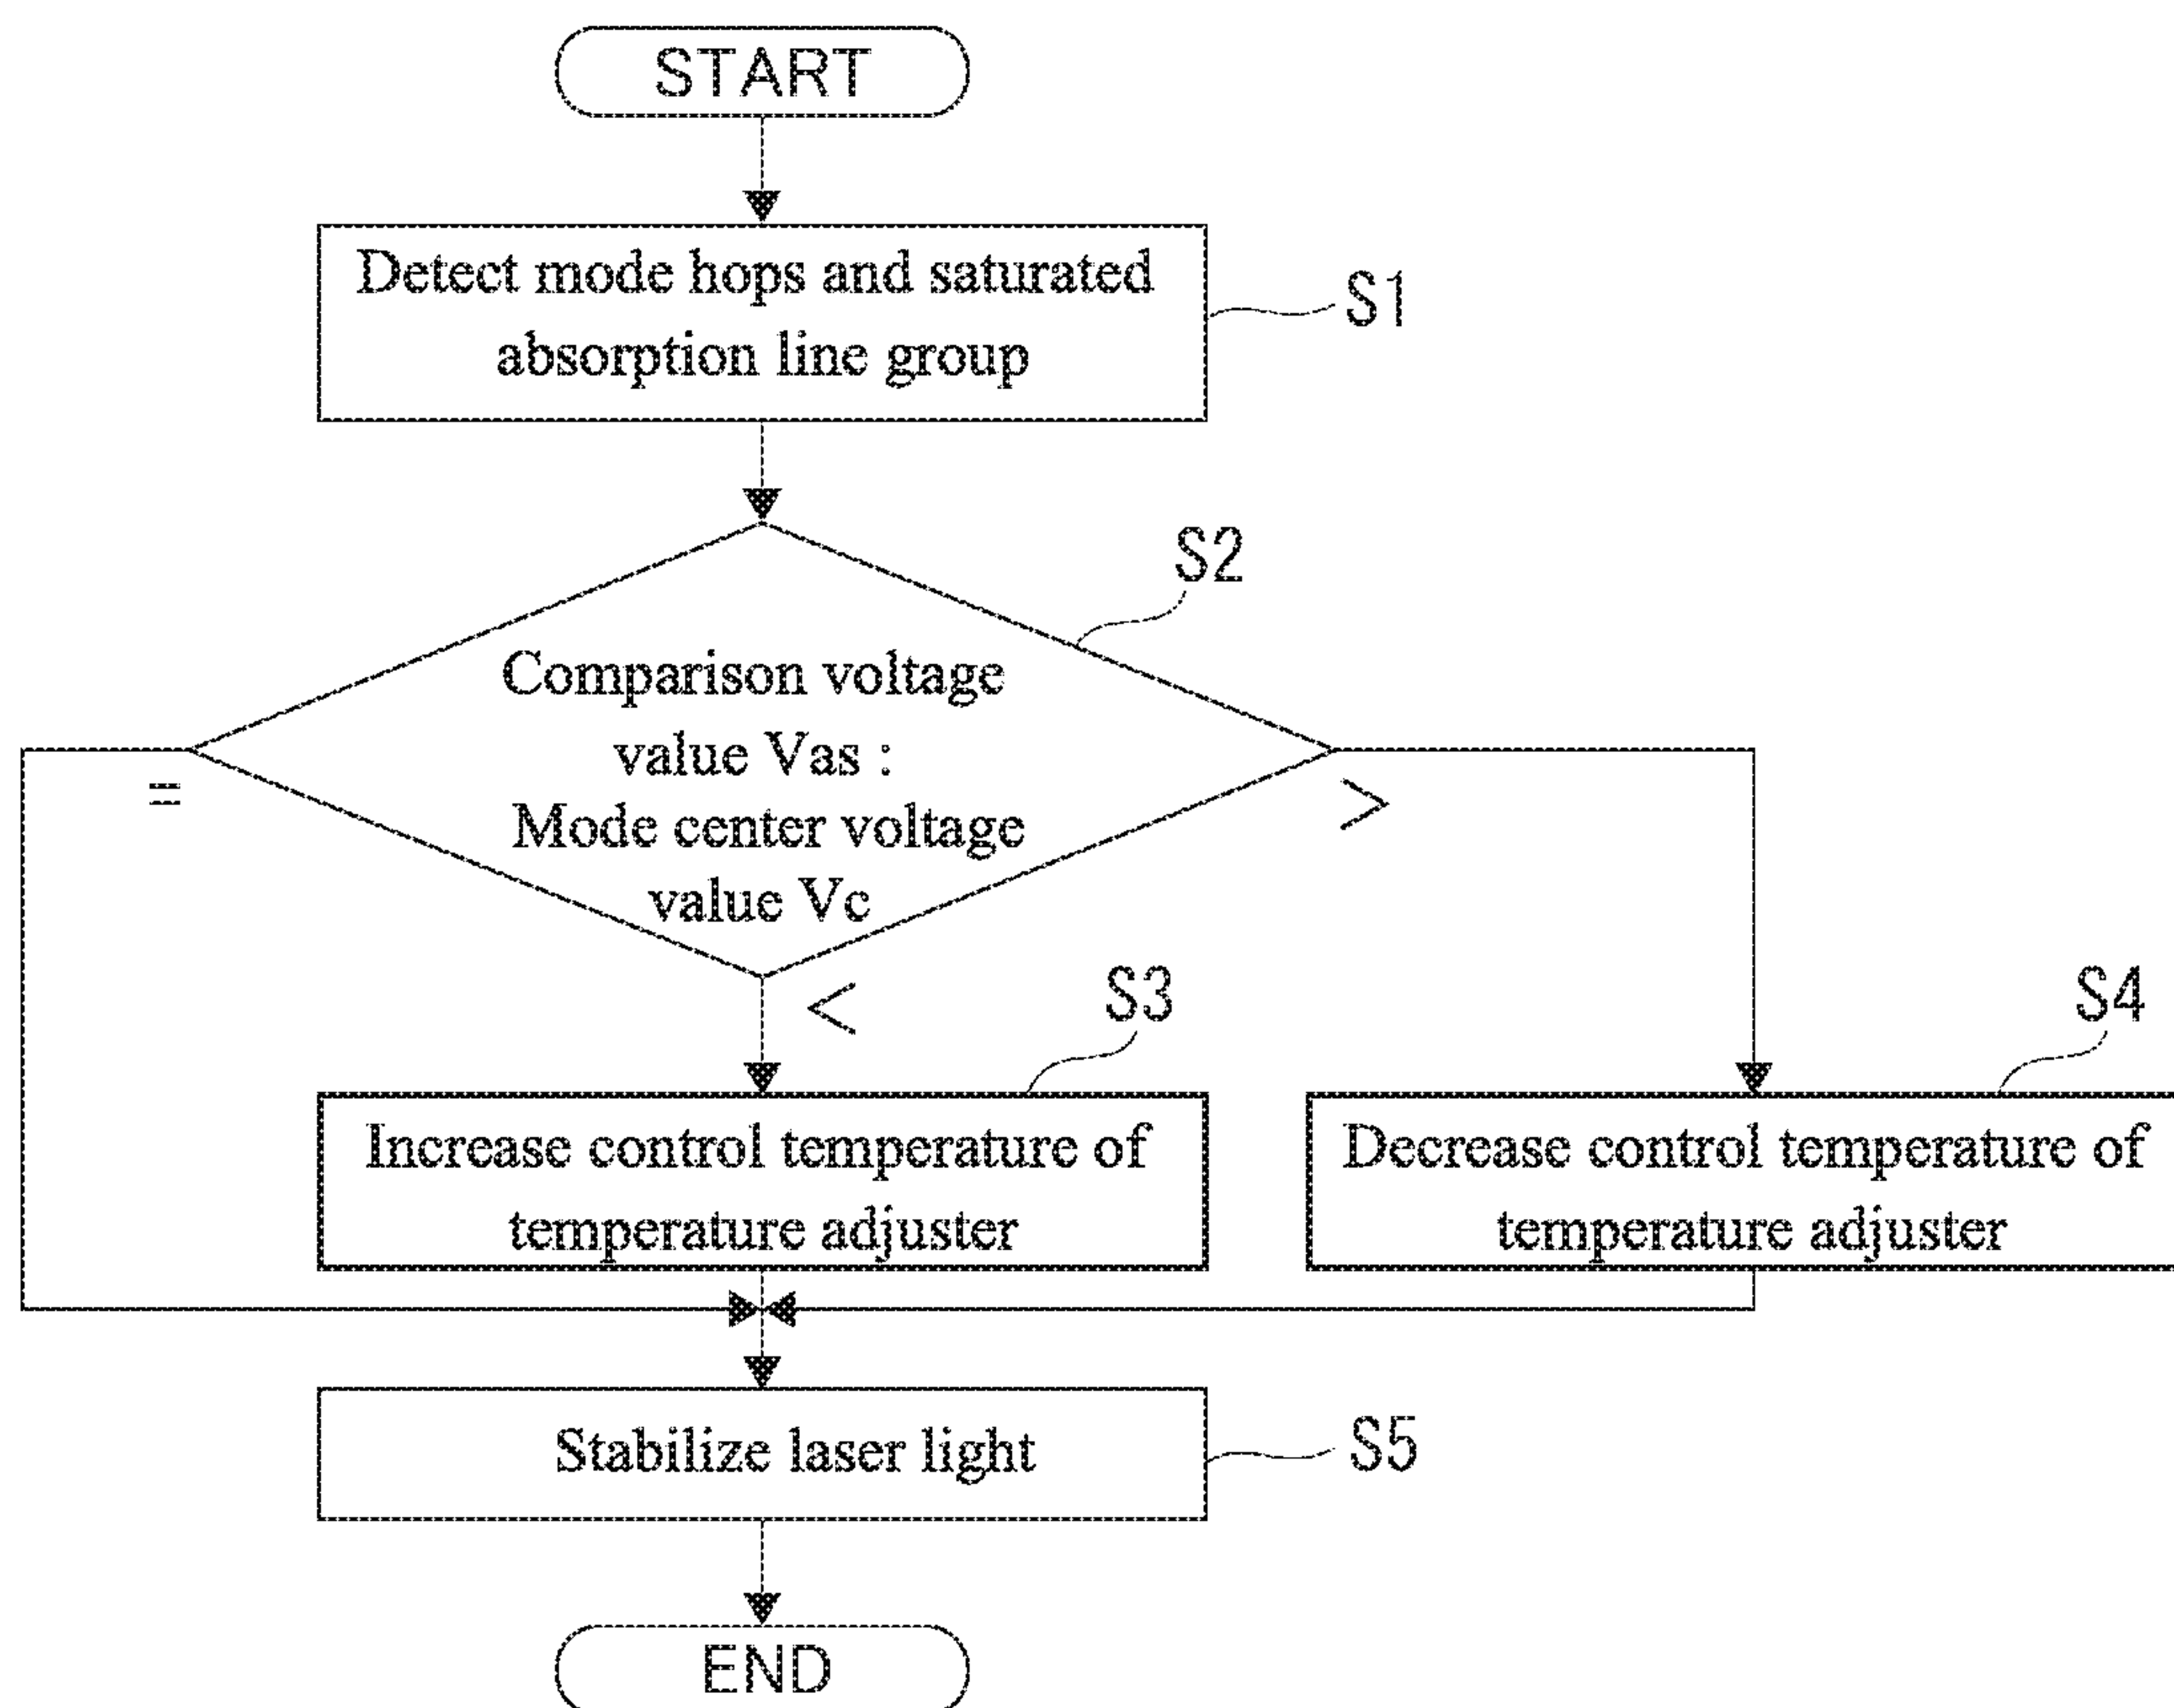 START
Detect mode hops and saturated
absorption line group
S1
S2
Comparison voltage
value Vas :
Mode center voltage
value Vc
=
>
<
S3
S4
Increase control temperature of
temperature adjuster
Decrease control temperature of
temperature adjuster
Stabilize laser light
S5
END